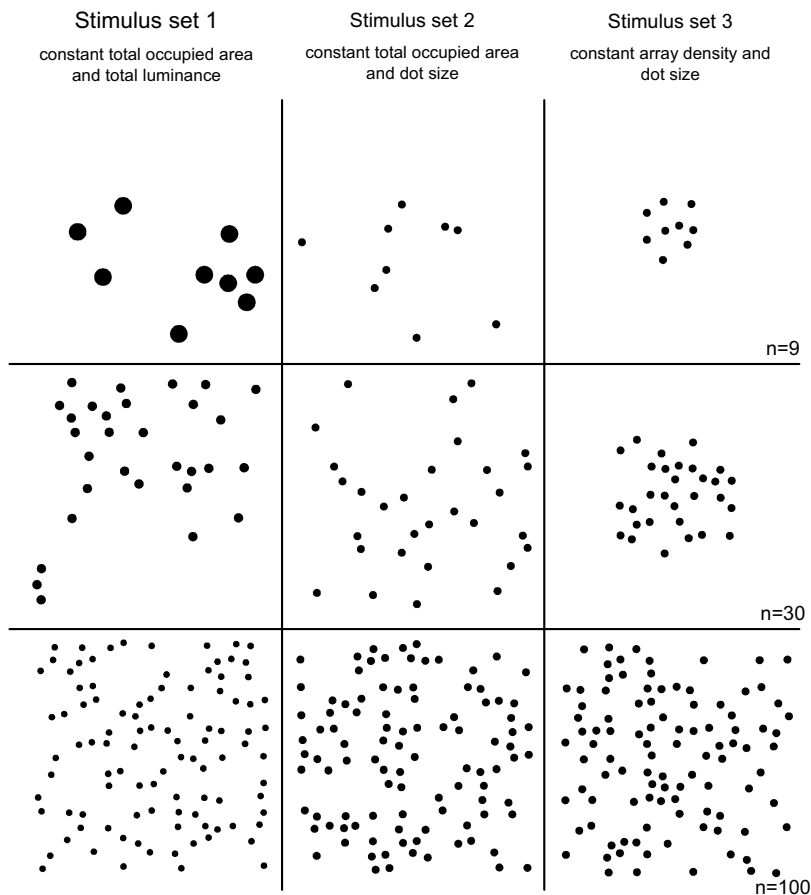 Stimulus set 1
constant total occupied area
and total luminance
Stimulus set 2
constant total occupied area
and dot size
Stimulus set 3
constant array density and
dot size
n=9
n=30
n=100